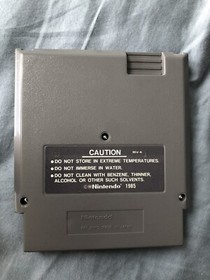 CAUTION
• DO NOT STORE IN EXTREME TEMPERATURES.
• DO NOT IMMERSE IN WATER.
• DO NOT CLEAN WITH BENZENE, THINNER,
ALCOHOL OR OTHER SUCH SOLVENTS.
©Nintendo 1985
Nintendo